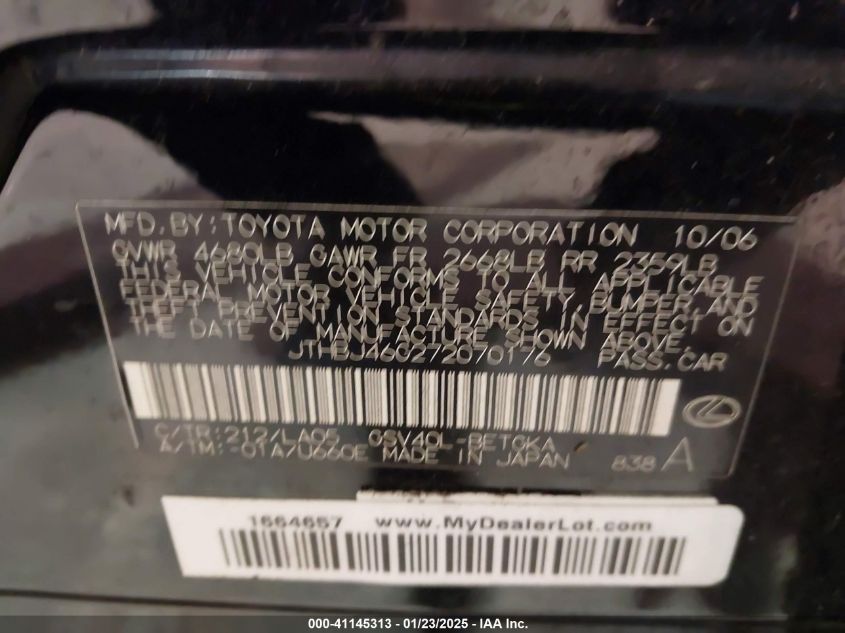 MFD. BY: TOYOTA MOTOR CORPORATION 10/06
GVWR 4680LB GAWR FR 2668LB RR 2359LB
THIS VEHICLE CONFORMS TO ALL APPLICABLE
FEDERAL MOTOR VEHICLE SAFETY, BUMPER AND
THEFT PREVENTION STANDARDS IN EFFECT ON
THE DATE OF MANUFACTURE SHOWN ABOVE.
JTHBJ46G272070176 PASS.CAR
C/TR:212/LA05 GSV40L-BETGKA
A/TM:-01A/U660E MADE IN JAPAN 838 A
1664657 www.MyDealerLot.com
000-41145313 - 01/23/2025 - IAA Inc.